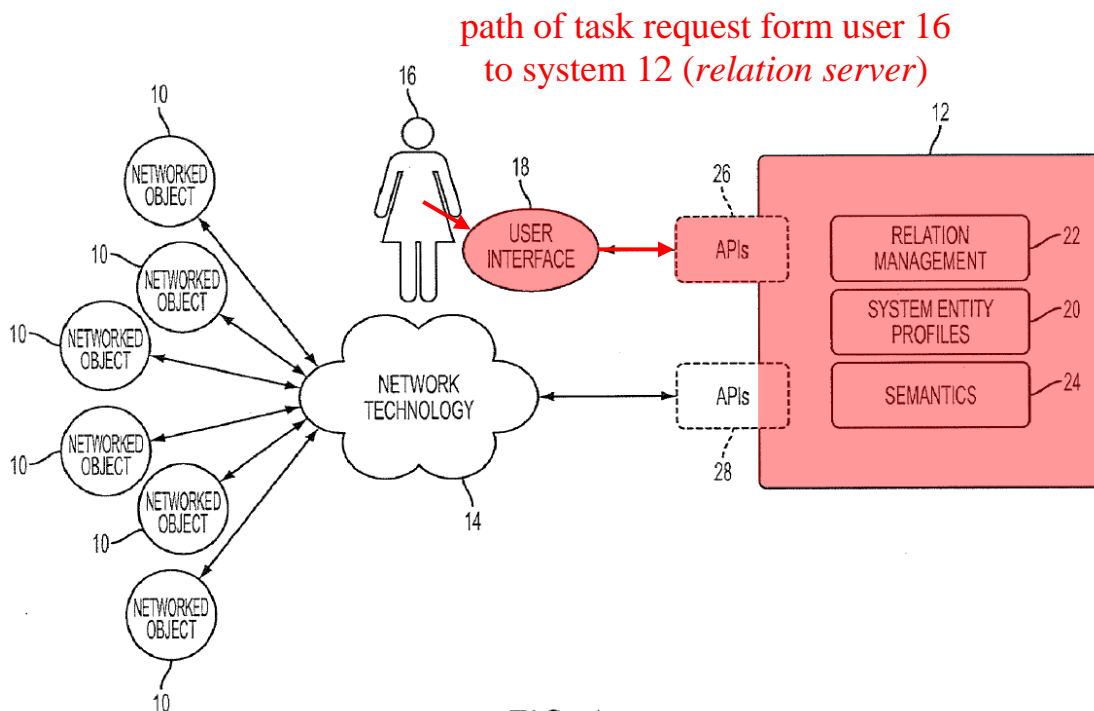 path of task request form user 16
to system 12 (relation server)
16
10
NETWORKED
OBJECT
12
18
USER
INTERFACE
26
APIs
RELATION
MANAGEMENT
22
10
NETWORKED
OBJECT
SYSTEM ENTITY
PROFILES
20
10
NETWORKED
OBJECT
NETWORK
TECHNOLOGY
APIs
SEMANTICS
24
10
NETWORKED
OBJECT
28
14
10
NETWORKED
OBJECT
NETWORKED
OBJECT
10